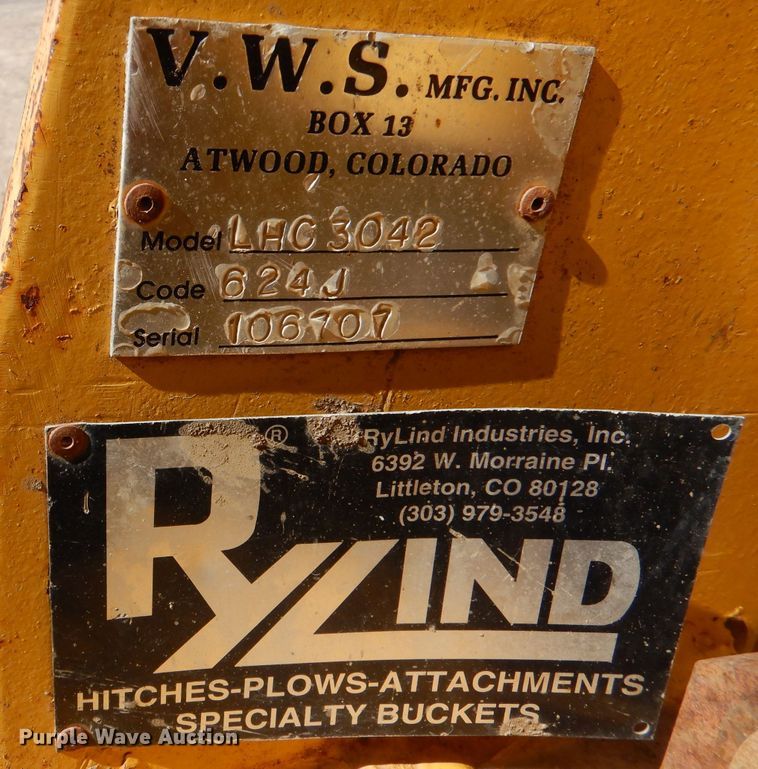 V.W.S. MFG. INC.
BOX 13
ATWOOD, COLORADO
Model LHC 3042
Code 624J
Serial 106707
RYLIND ®
RyLind Industries, Inc.
6392 W. Morraine Pl.
Littleton, CO 80128
(303) 979-3548
HITCHES-PLOWS-ATTACHMENTS
SPECIALTY BUCKETS
Purple Wave Auction